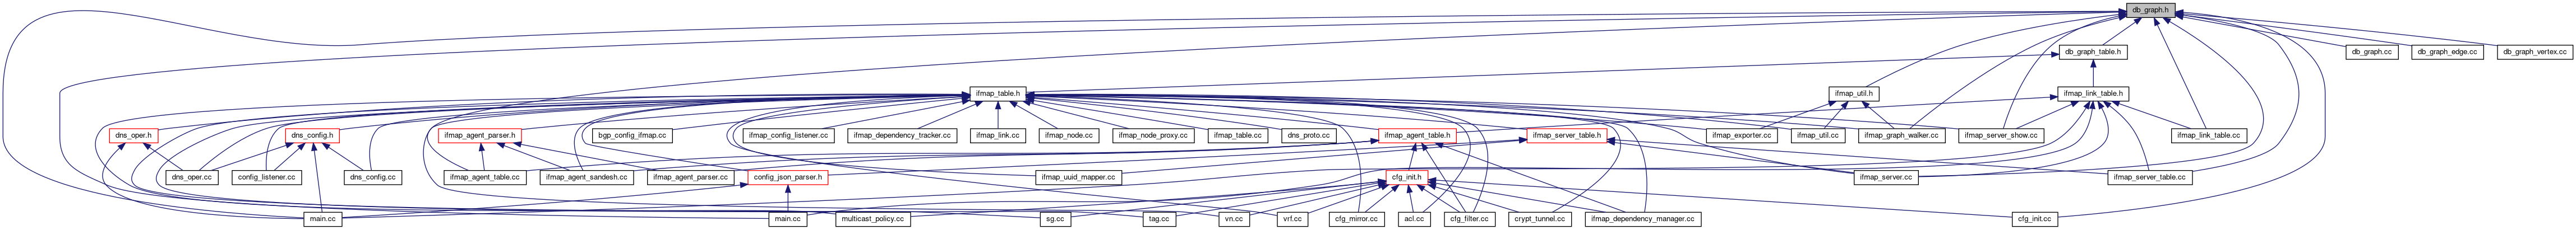 db_graph.h
db_graph_table.h
db_graph.cc
db_graph_edge.cc
db_graph_vertex.cc
ifmap_table.h
ifmap_util.h
ifmap_link_table.h
dns_oper.h
dns_config.h
ifmap_agent_parser.h
bgp_config_ifmap.cc
ifmap_config_listener.cc
ifmap_dependency_tracker.cc
ifmap_link.cc
ifmap_node.cc
ifmap_node_proxy.cc
ifmap_table.cc
dns_proto.cc
ifmap_agent_table.h
ifmap_server_table.h
ifmap_exporter.cc
ifmap_util.cc
ifmap_graph_walker.cc
ifmap_server_show.cc
ifmap_link_table.cc
dns_oper.cc
config_listener.cc
dns_config.cc
ifmap_agent_table.cc
ifmap_agent_sandesh.cc
ifmap_agent_parser.cc
config_json_parser.h
ifmap_uuid_mapper.cc
cfg_init.h
ifmap_server.cc
ifmap_server_table.cc
main.cc
sg.cc
main.cc
multicast_policy.cc
tag.cc
vn.cc
vrf.cc
cfg_mirror.cc
acl.cc
cfg_filter.cc
crypt_tunnel.cc
ifmap_dependency_manager.cc
cfg_init.cc